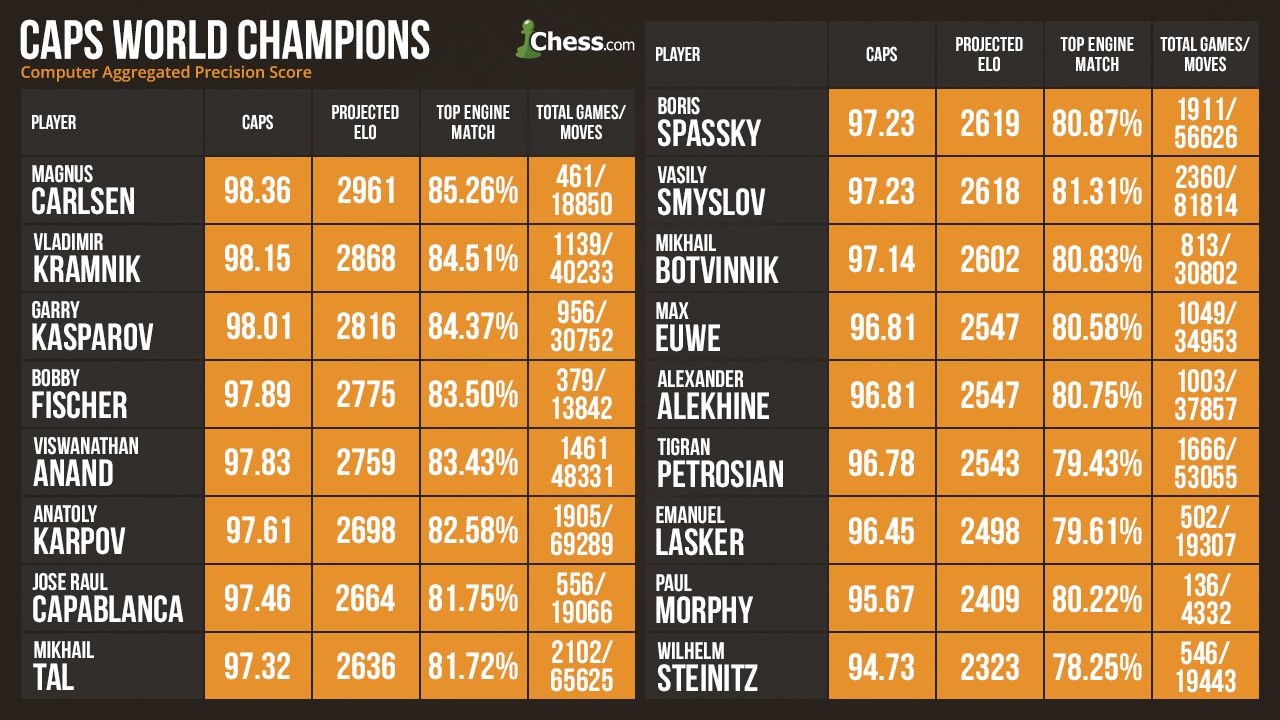 CAPS WORLD CHAMPIONS
Computer Aggregated Precision Score
Chess.com
PLAYER CAPS PROJECTED ELO TOP ENGINE MATCH TOTAL GAMES/ MOVES
MAGNUS CARLSEN 98.36 2961 85.26% 461/ 18850
VLADIMIR KRAMNIK 98.15 2868 84.51% 1139/ 40233
GARRY KASPAROV 98.01 2816 84.37% 956/ 30752
BOBBY FISCHER 97.89 2775 83.50% 379/ 13842
VISWANATHAN ANAND 97.83 2759 83.43% 1461 48331
ANATOLY KARPOV 97.61 2698 82.58% 1905/ 69289
JOSE RAUL CAPABLANCA 97.46 2664 81.75% 556/ 19066
MIKHAIL TAL 97.32 2636 81.72% 2102/ 65625
PLAYER CAPS PROJECTED ELO TOP ENGINE MATCH TOTAL GAMES/ MOVES
BORIS SPASSKY 97.23 2619 80.87% 1911/ 56626
VASILY SMYSLOV 97.23 2618 81.31% 2360/ 81814
MIKHAIL BOTVINNIK 97.14 2602 80.83% 813/ 30802
MAX EUWE 96.81 2547 80.58% 1049/ 34953
ALEXANDER ALEKHINE 96.81 2547 80.75% 1003/ 37857
TIGRAN PETROSIAN 96.78 2543 79.43% 1666/ 53055
EMANUEL LASKER 96.45 2498 79.61% 502/ 19307
PAUL MORPHY 95.67 2409 80.22% 136/ 4332
WILHELM STEINITZ 94.73 2323 78.25% 546/ 19443